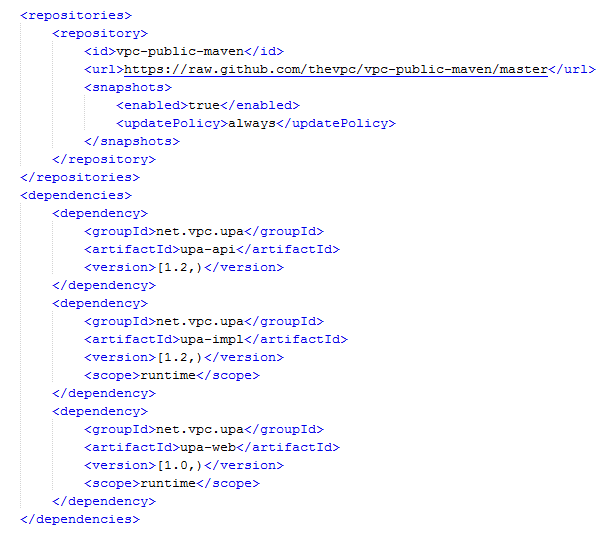 <repositories>
<repository>
<id>vpc-public-maven</id>
<url>https://raw.github.com/thevpc/vpc-public-maven/master</url>
<snapshots>
<enabled>true</enabled>
<updatePolicy>always</updatePolicy>
</snapshots>
</repository>
</repositories>
<dependencies>
<dependency>
<groupId>net.vpc.upa</groupId>
<artifactId>upa-api</artifactId>
<version>[1.2,)</version>
</dependency>
<dependency>
<groupId>net.vpc.upa</groupId>
<artifactId>upa-impl</artifactId>
<version>[1.2,)</version>
<scope>runtime</scope>
</dependency>
<dependency>
<groupId>net.vpc.upa</groupId>
<artifactId>upa-web</artifactId>
<version>[1.0,)</version>
<scope>runtime</scope>
</dependency>
</dependencies>